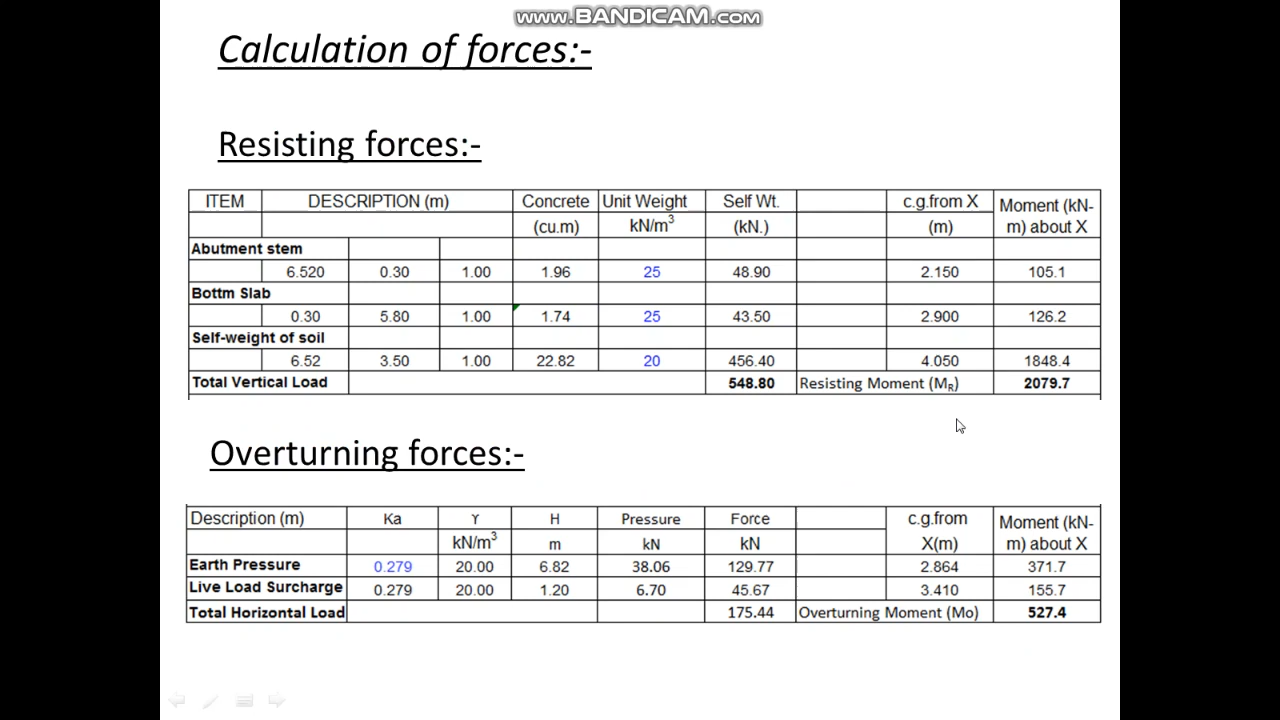 www.BANDICAM.com
Calculation of forces:-
Resisting forces:-
ITEM DESCRIPTION (m) Concrete Unit Weight Self Wt. c.g.from X Moment (kN-
(cu.m) kN/m³ (kN.) (m) m) about X
Abutment stem
6.520 0.30 1.00 1.96 25 48.90 2.150 105.1
Bottm Slab
0.30 5.80 1.00 1.74 25 43.50 2.900 126.2
Self-weight of soil
6.52 3.50 1.00 22.82 20 456.40 4.050 1848.4
Total Vertical Load 548.80 Resisting Moment (MR) 2079.7
Overturning forces:-
Description (m) Ka Y H Pressure Force c.g.from Moment (kN-
kN/m³ m kN kN X(m) m) about X
Earth Pressure 0.279 20.00 6.82 38.06 129.77 2.864 371.7
Live Load Surcharge 0.279 20.00 1.20 6.70 45.67 3.410 155.7
Total Horizontal Load 175.44 Overturning Moment (Mo) 527.4